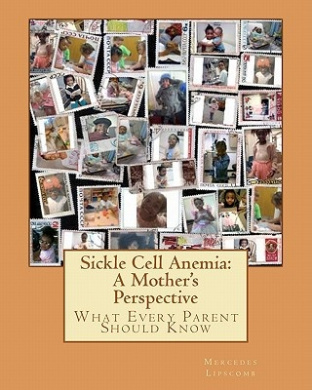 Sickle Cell Anemia:
A Mother's
Perspective
What Every Parent
Should Know
Mercedes
Lipscomb